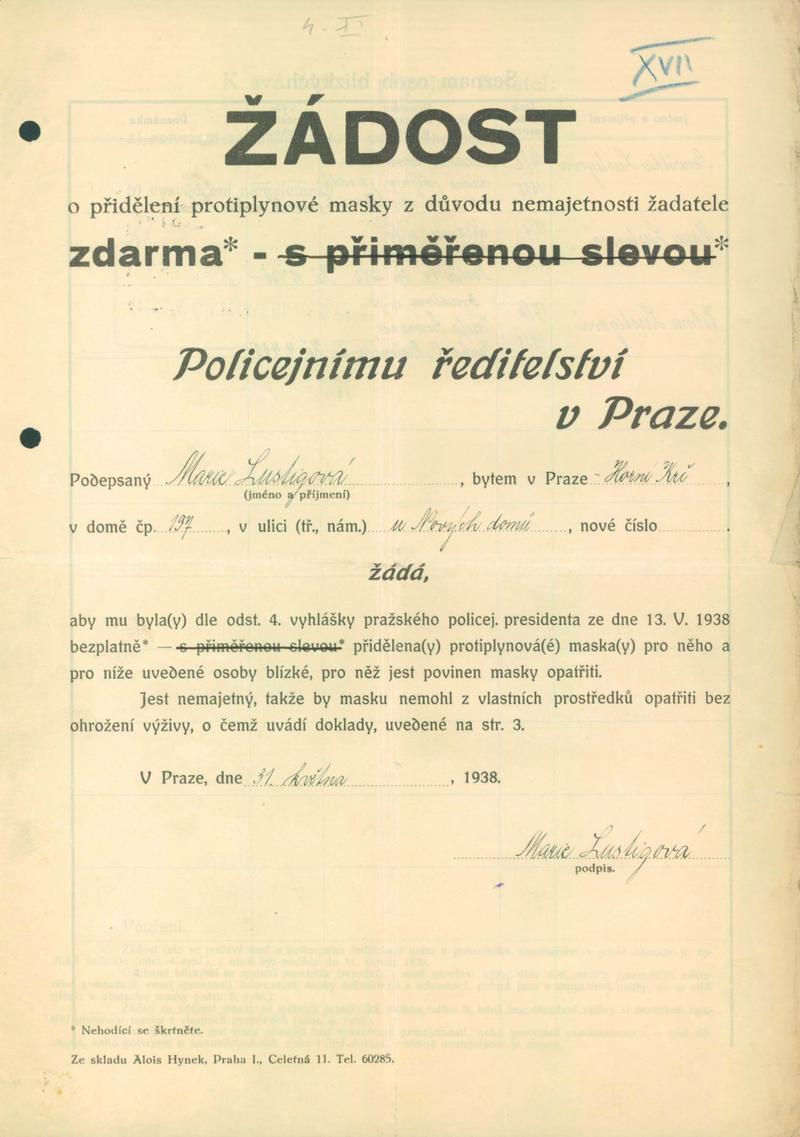 4. XI
XVII
ŽÁDOST
o přidělení protiplynové masky z důvodu nemajetnosti žadatele
zdarma* - s přiměřenou slevou*
Policejnímu ředitelství
v Praze.
Podepsaný Marie Lustigová, bytem v Praze - Horní Krč,
(jméno a příjmení)
v domě čp. 197, v ulici (tř., nám.) u Nových domů, nové číslo .
žádá,
aby mu byla(y) dle odst. 4. vyhlášky pražského policej. presidenta ze dne 13. V. 1938
bezplatně* — s přiměřenou slevou* přidělena(y) protiplynová(é) maska(y) pro něho a
pro níže uvedené osoby blízké, pro něž jest povinen masky opatřiti.
Jest nemajetný, takže by masku nemohl z vlastních prostředků opatřiti bez
ohrožení výživy, o čemž uvádí doklady, uvedené na str. 3.
V Praze, dne 31. května, 1938.
Marie Lustigová
podpis.
* Nehodící se škrtněte.
Ze skladu Alois Hynek, Praha I., Celetná 11. Tel. 60285.